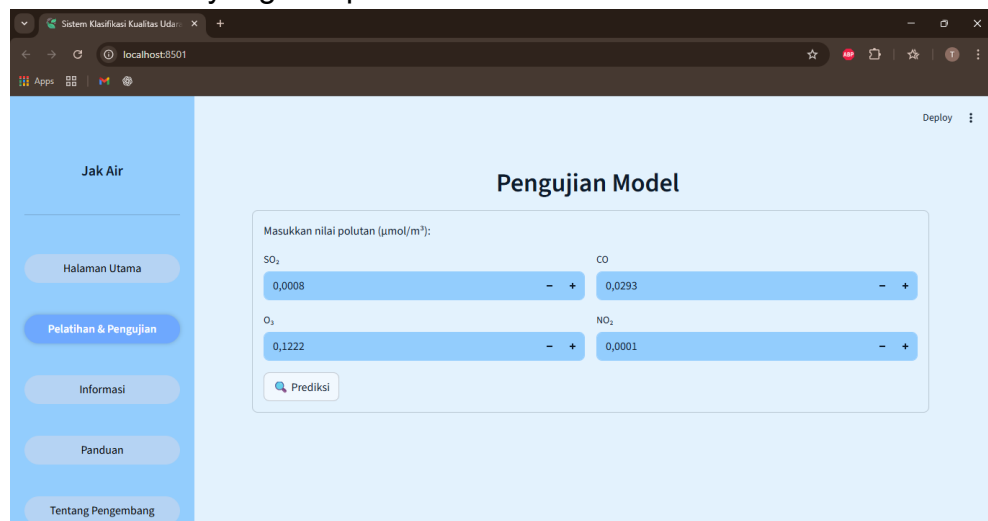 Sistem Klasifikasi Kualitas Udar
localhost:8501
ABP
T
Apps
Deploy
Jak Air
Halaman Utama
Pelatihan & Pengujian
Informasi
Panduan
Tentang Pengembang
Pengujian Model
Masukkan nilai polutan (µmol/m³):
SO₂ CO
0,0008 - + 0,0293 - +
O₃ NO₂
0,1222 - + 0,0001 - +
Prediksi